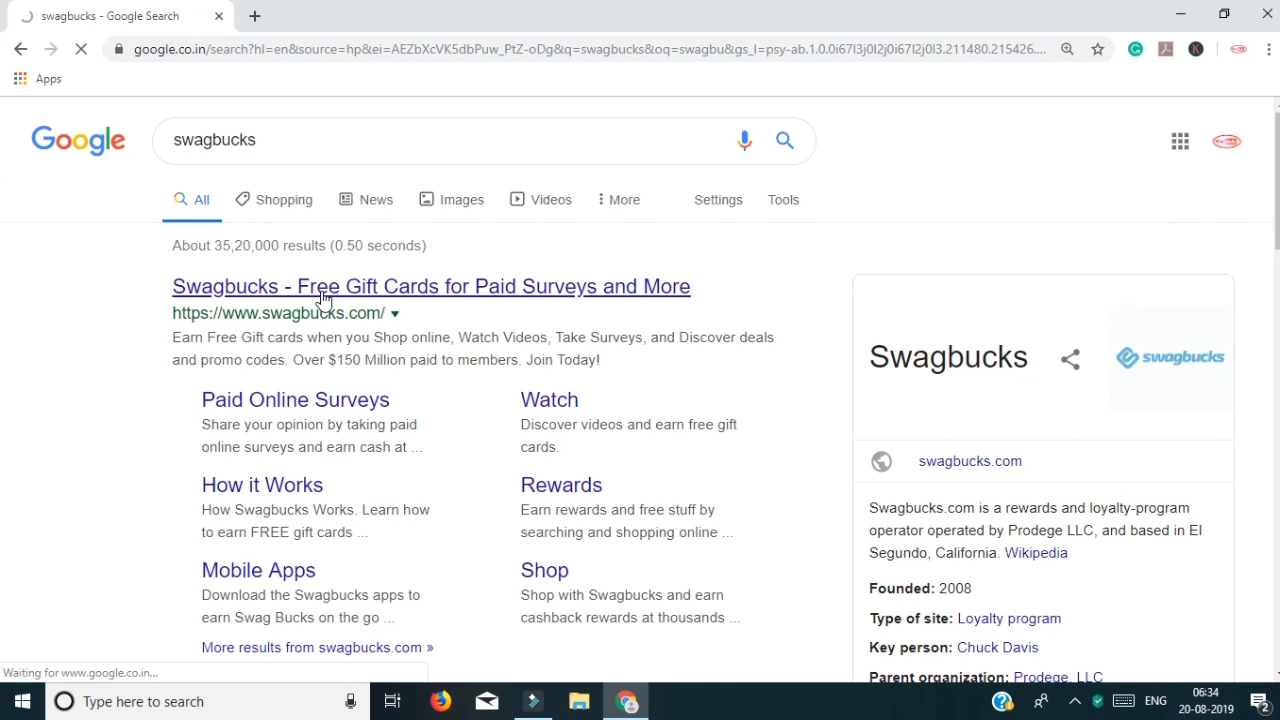 swagbucks - Google Search
google.co.in/search?hl=en&source=hp&ei=AEZbXcVK5dbPuw_PtZ-oDg&q=swagbucks&oq=swagbu&gs_l=psy-ab.1.0.0i67l3j0l2j0i67l2j0l3.211480.215426....
Apps
Google
swagbucks
All Shopping News Images Videos More Settings Tools
About 35,20,000 results (0.50 seconds)
Swagbucks - Free Gift Cards for Paid Surveys and More
https://www.swagbucks.com/
Earn Free Gift cards when you Shop online, Watch Videos, Take Surveys, and Discover deals
and promo codes. Over $150 Million paid to members. Join Today!
Paid Online Surveys
Share your opinion by taking paid
online surveys and earn cash at ...
Watch
Discover videos and earn free gift
cards.
How it Works
How Swagbucks Works. Learn how
to earn FREE gift cards ...
Rewards
Earn rewards and free stuff by
searching and shopping online ...
Mobile Apps
Download the Swagbucks apps to
earn Swag Bucks on the go ...
Shop
Shop with Swagbucks and earn
cashback rewards at thousands ...
More results from swagbucks.com »
Swagbucks
swagbucks
swagbucks.com
Swagbucks.com is a rewards and loyalty-program
operator operated by Prodege LLC, and based in El
Segundo, California. Wikipedia
Founded: 2008
Type of site: Loyalty program
Key person: Chuck Davis
Parent organization: Prodege, LLC
Waiting for www.google.co.in...
Type here to search
ENG
06:34
20-08-2019
2